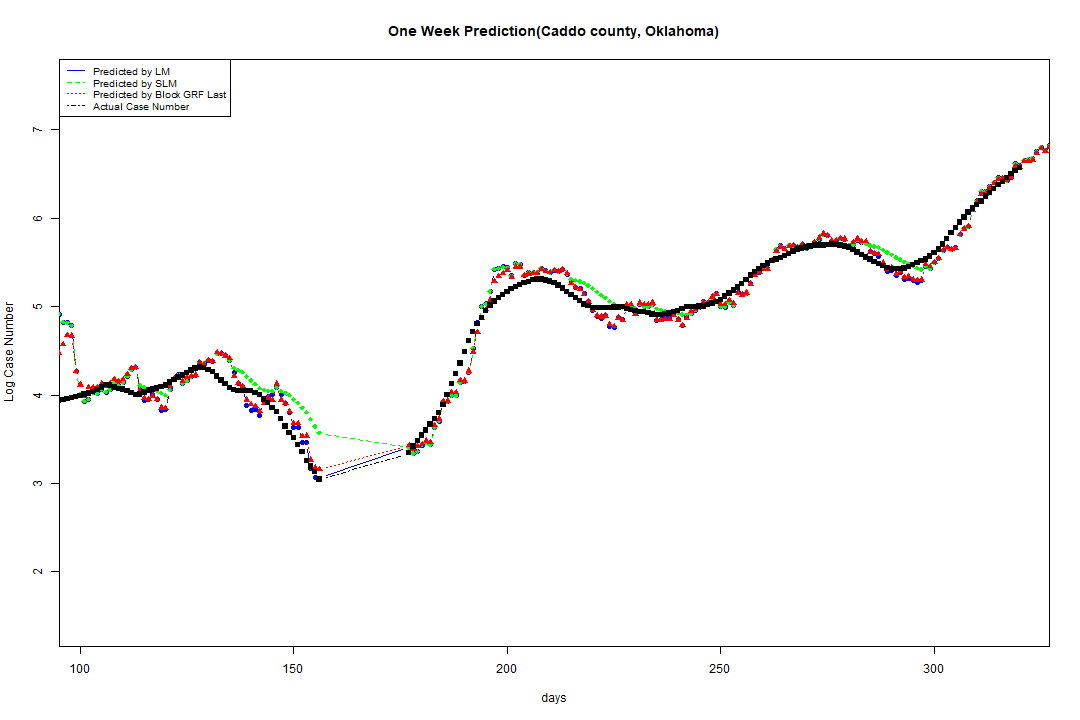 One Week Prediction(Caddo county, Oklahoma)
Predicted by LM
Predicted by SLM
Predicted by Block GRF Last
Actual Case Number
Log Case Number
7
6
5
4
3
2
100 150 200 250 300
days